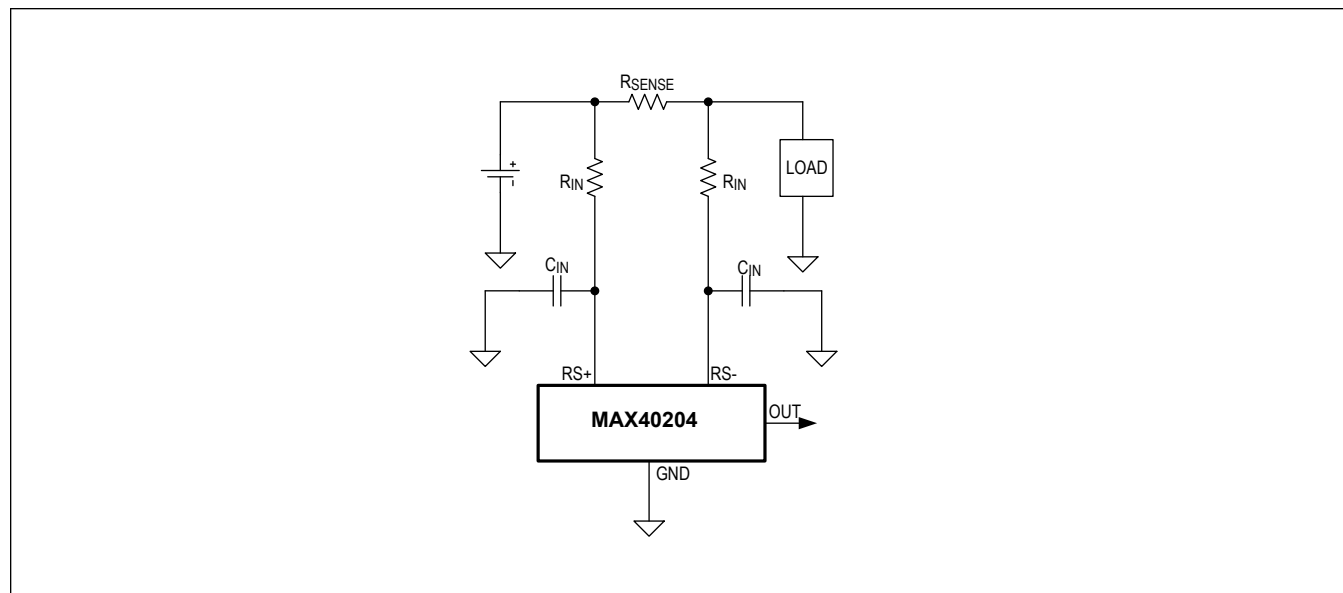 RSENSE
+
-
RIN
RIN
LOAD
CIN
CIN
RS+
RS-
MAX40204
OUT
GND